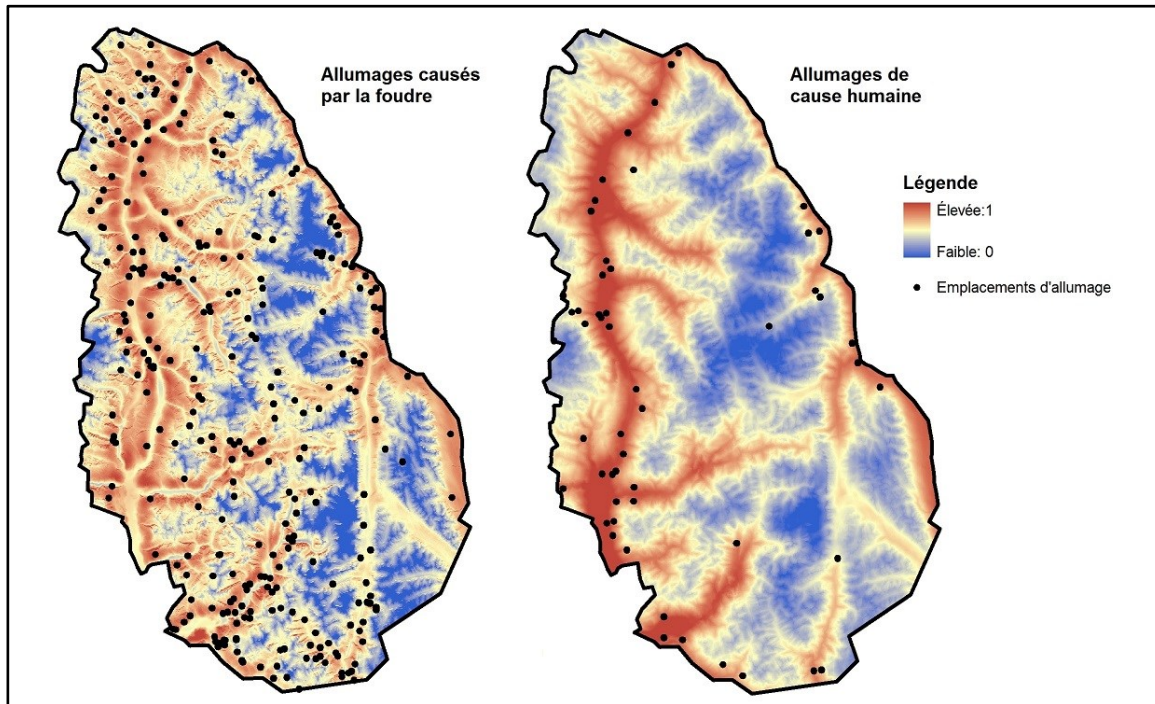 Allumages causés
par la foudre
Allumages de
cause humaine
Légende
Élevée:1
Faible: 0
Emplacements d'allumage